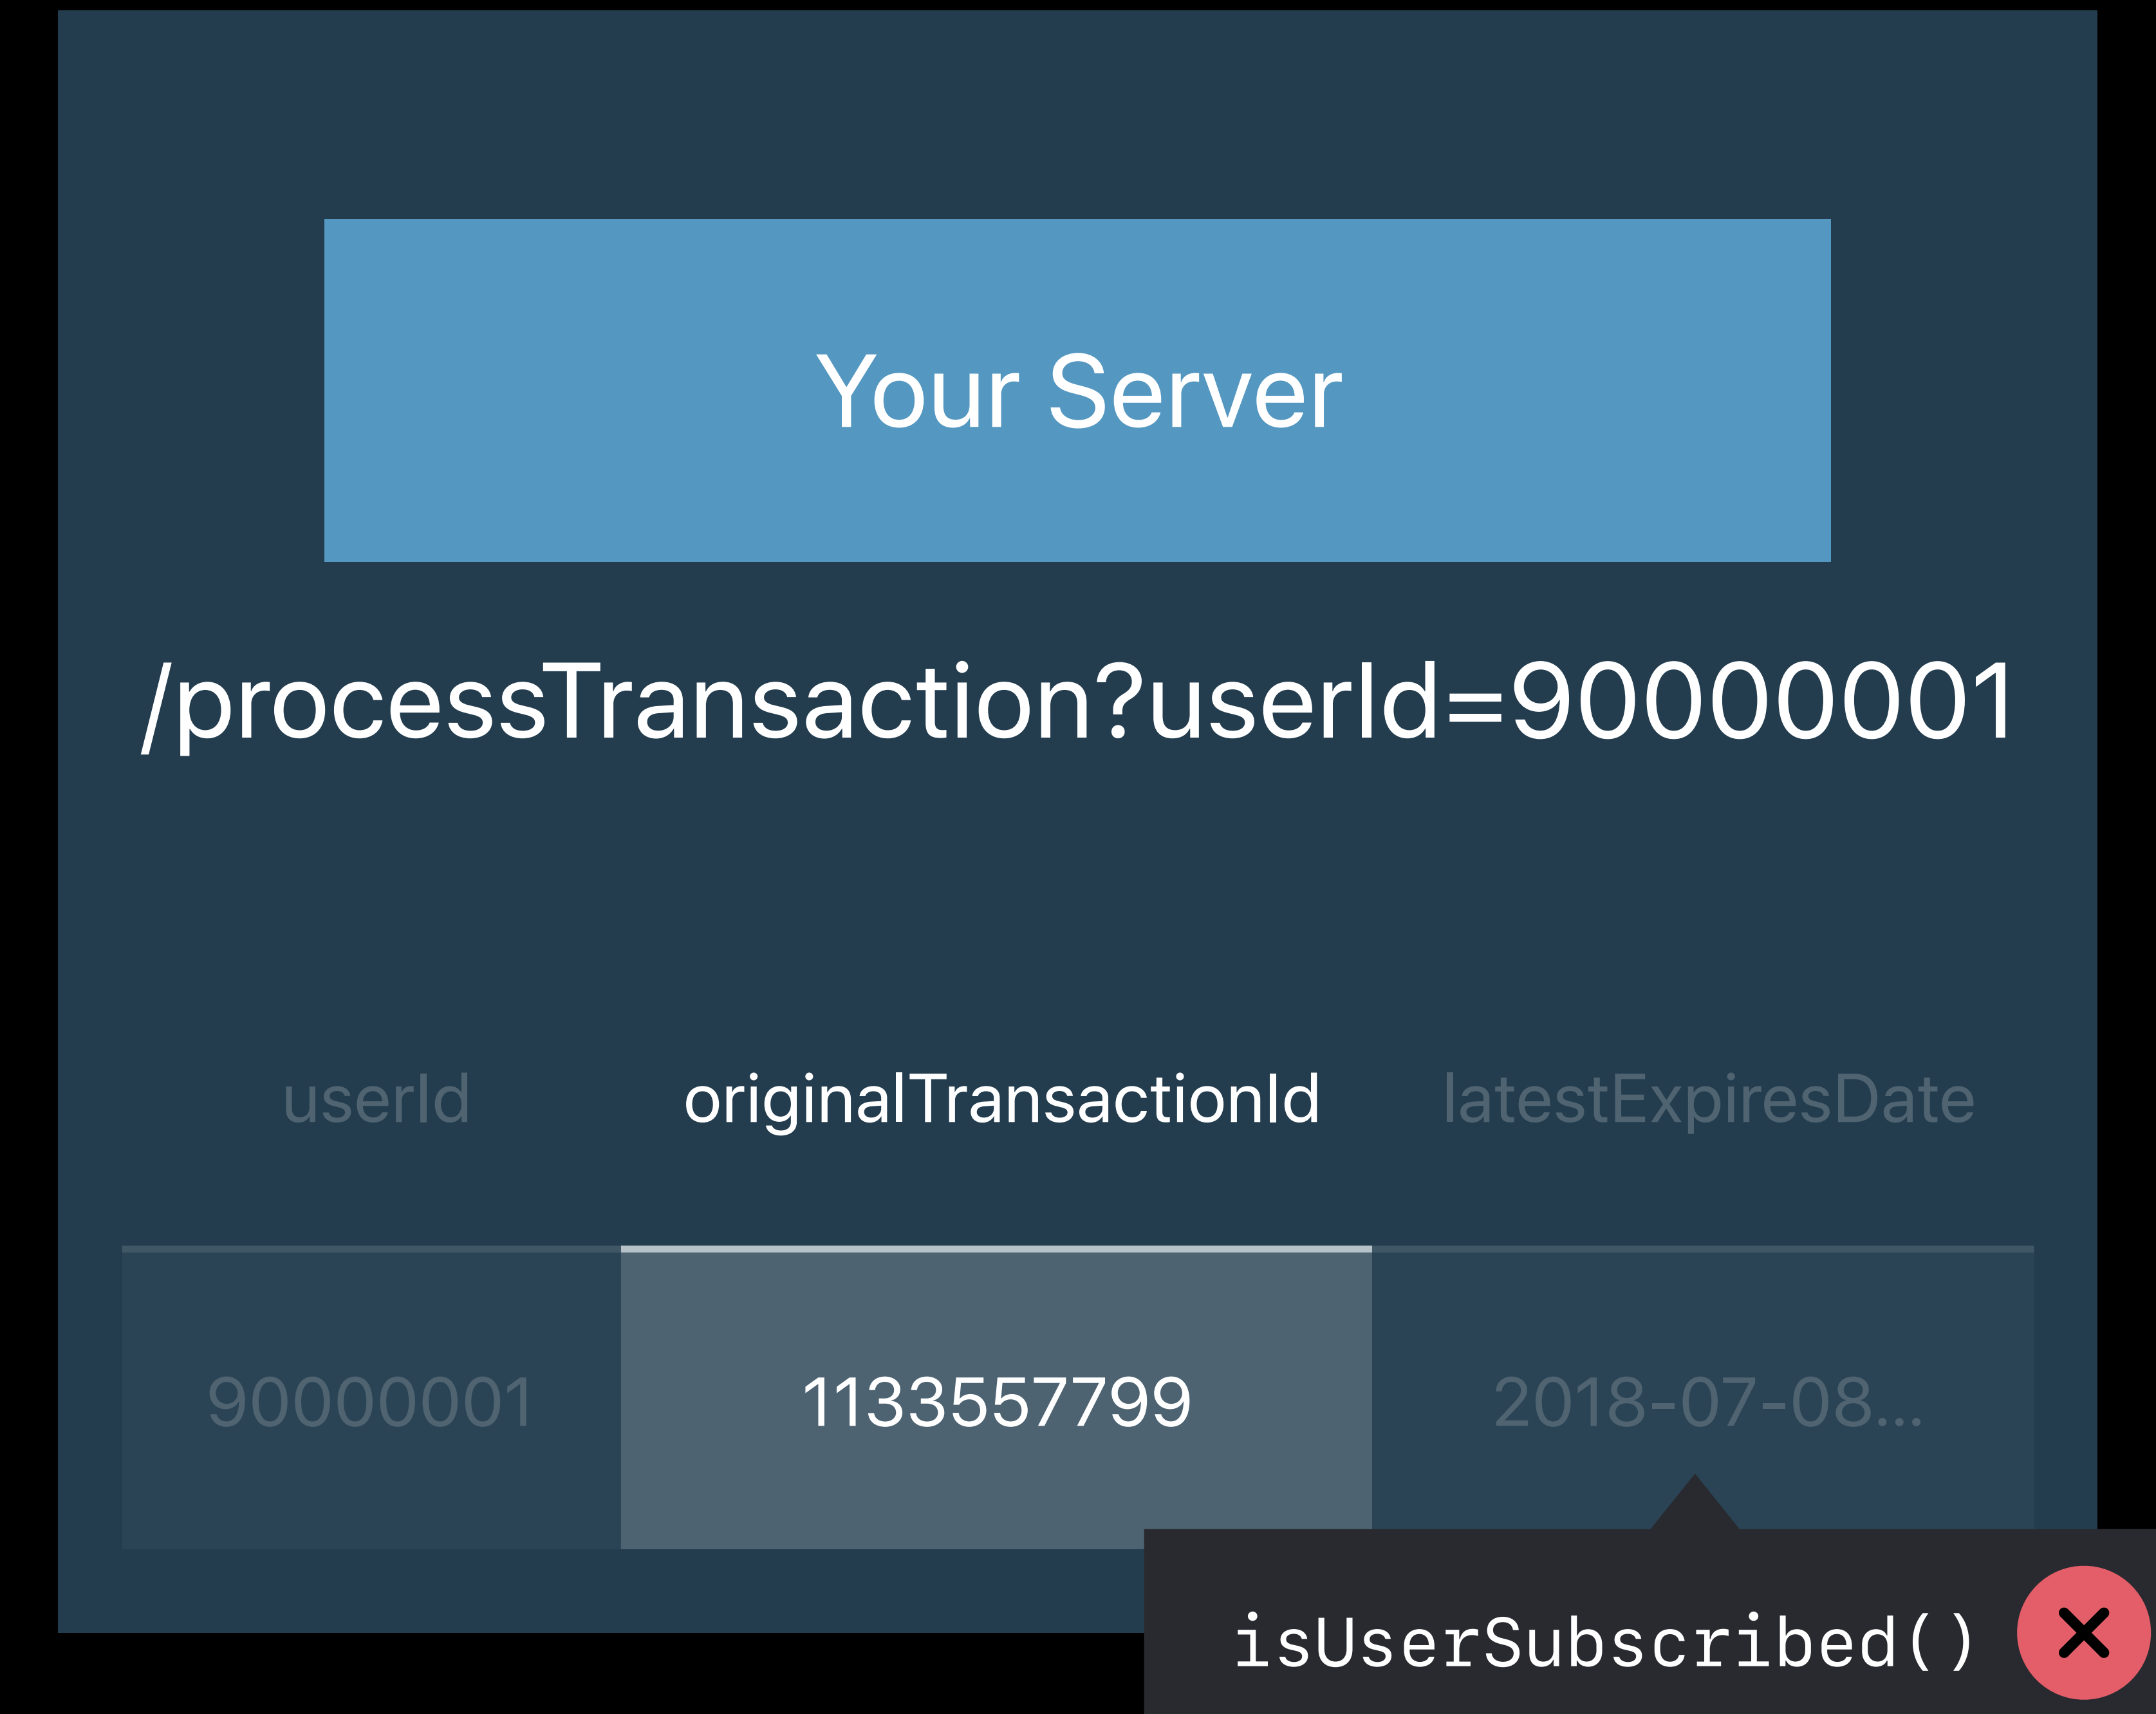 Your Server
/processTransaction?userId=90000001
userId originalTransactionId latestExpiresDate
90000001 1133557799 2018-07-08...
isUserSubscribed()